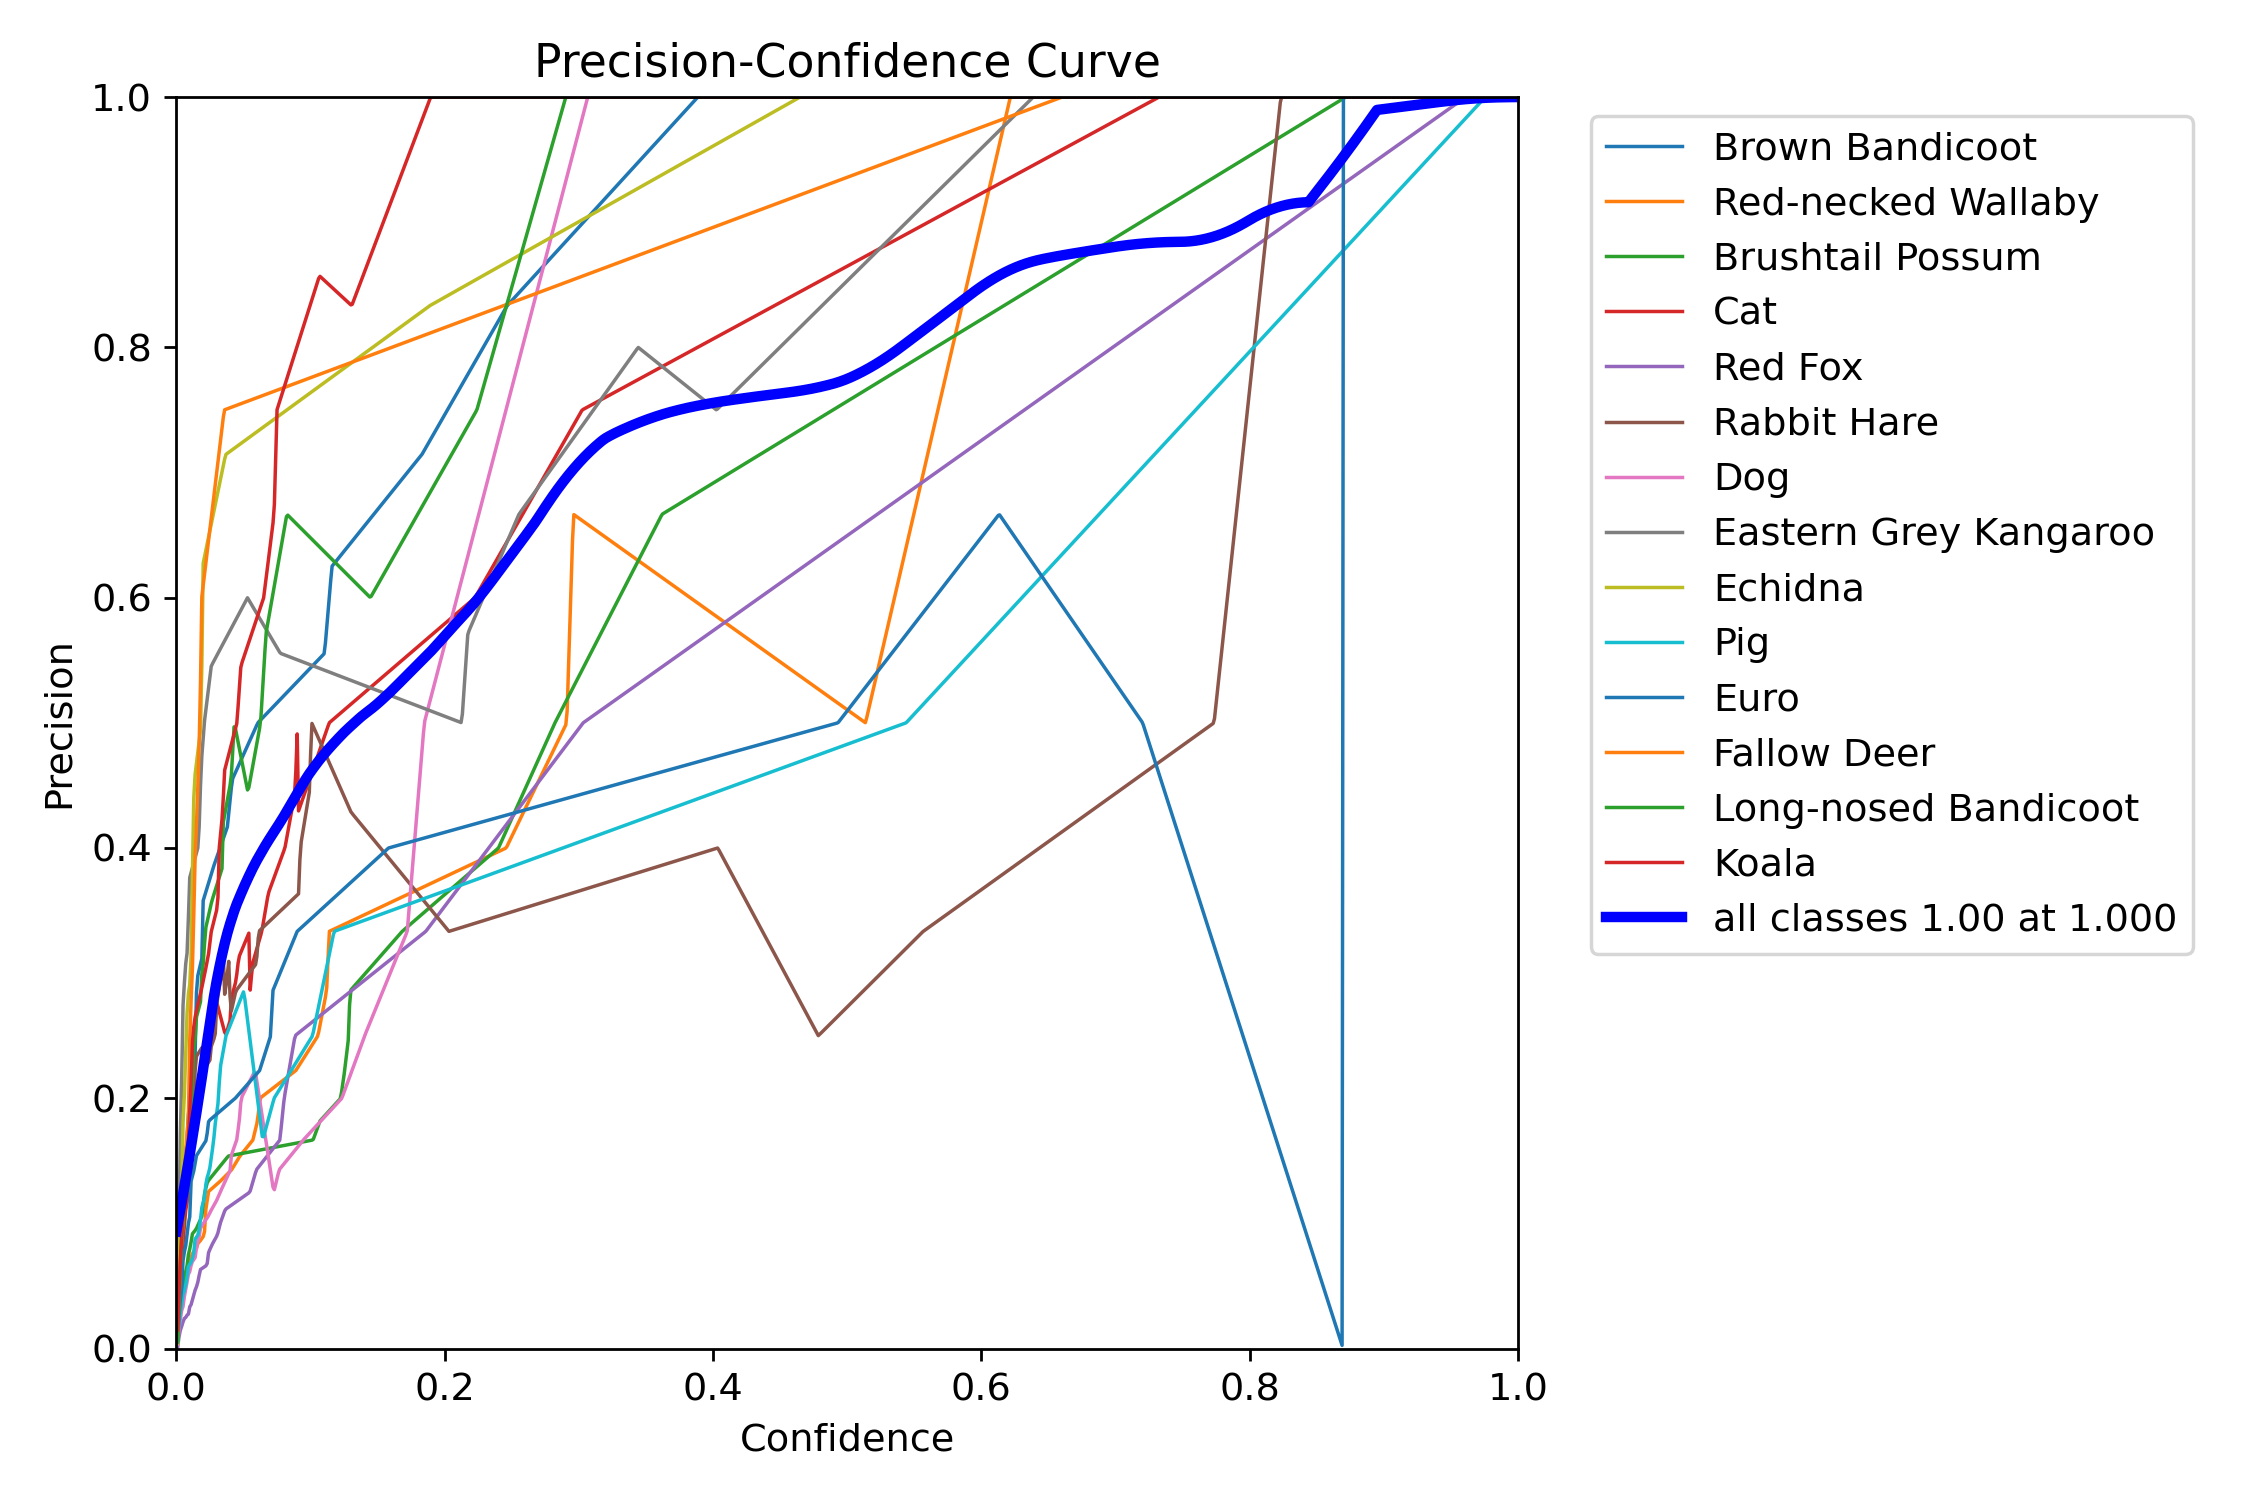 Precision-Confidence Curve
1.0
0.8
0.6
0.4
0.2
0.0
Precision
0.0 0.2 0.4 0.6 0.8 1.0
Confidence
Brown Bandicoot
Red-necked Wallaby
Brushtail Possum
Cat
Red Fox
Rabbit Hare
Dog
Eastern Grey Kangaroo
Echidna
Pig
Euro
Fallow Deer
Long-nosed Bandicoot
Koala
all classes 1.00 at 1.000